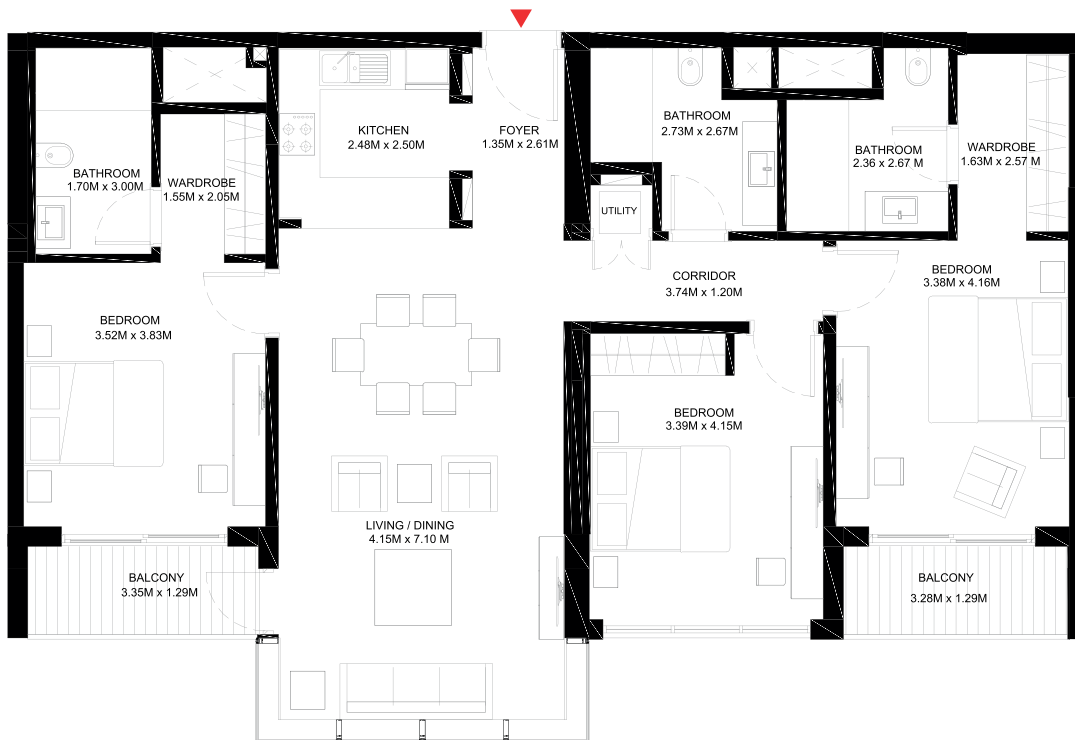 KITCHEN
2.48M x 2.50M
FOYER
1.35M x 2.61M
BATHROOM
2.73M x 2.67M
BATHROOM
2.36 x 2.67 M
WARDROBE
1.63M x 2.57 M
BATHROOM
1.70M x 3.00M
WARDROBE
1.55M x 2.05M
UTILITY
CORRIDOR
3.74M x 1.20M
BEDROOM
3.38M x 4.16M
BEDROOM
3.52M x 3.83M
BEDROOM
3.39M x 4.15M
LIVING / DINING
4.15M x 7.10 M
BALCONY
3.35M x 1.29M
BALCONY
3.28M x 1.29M